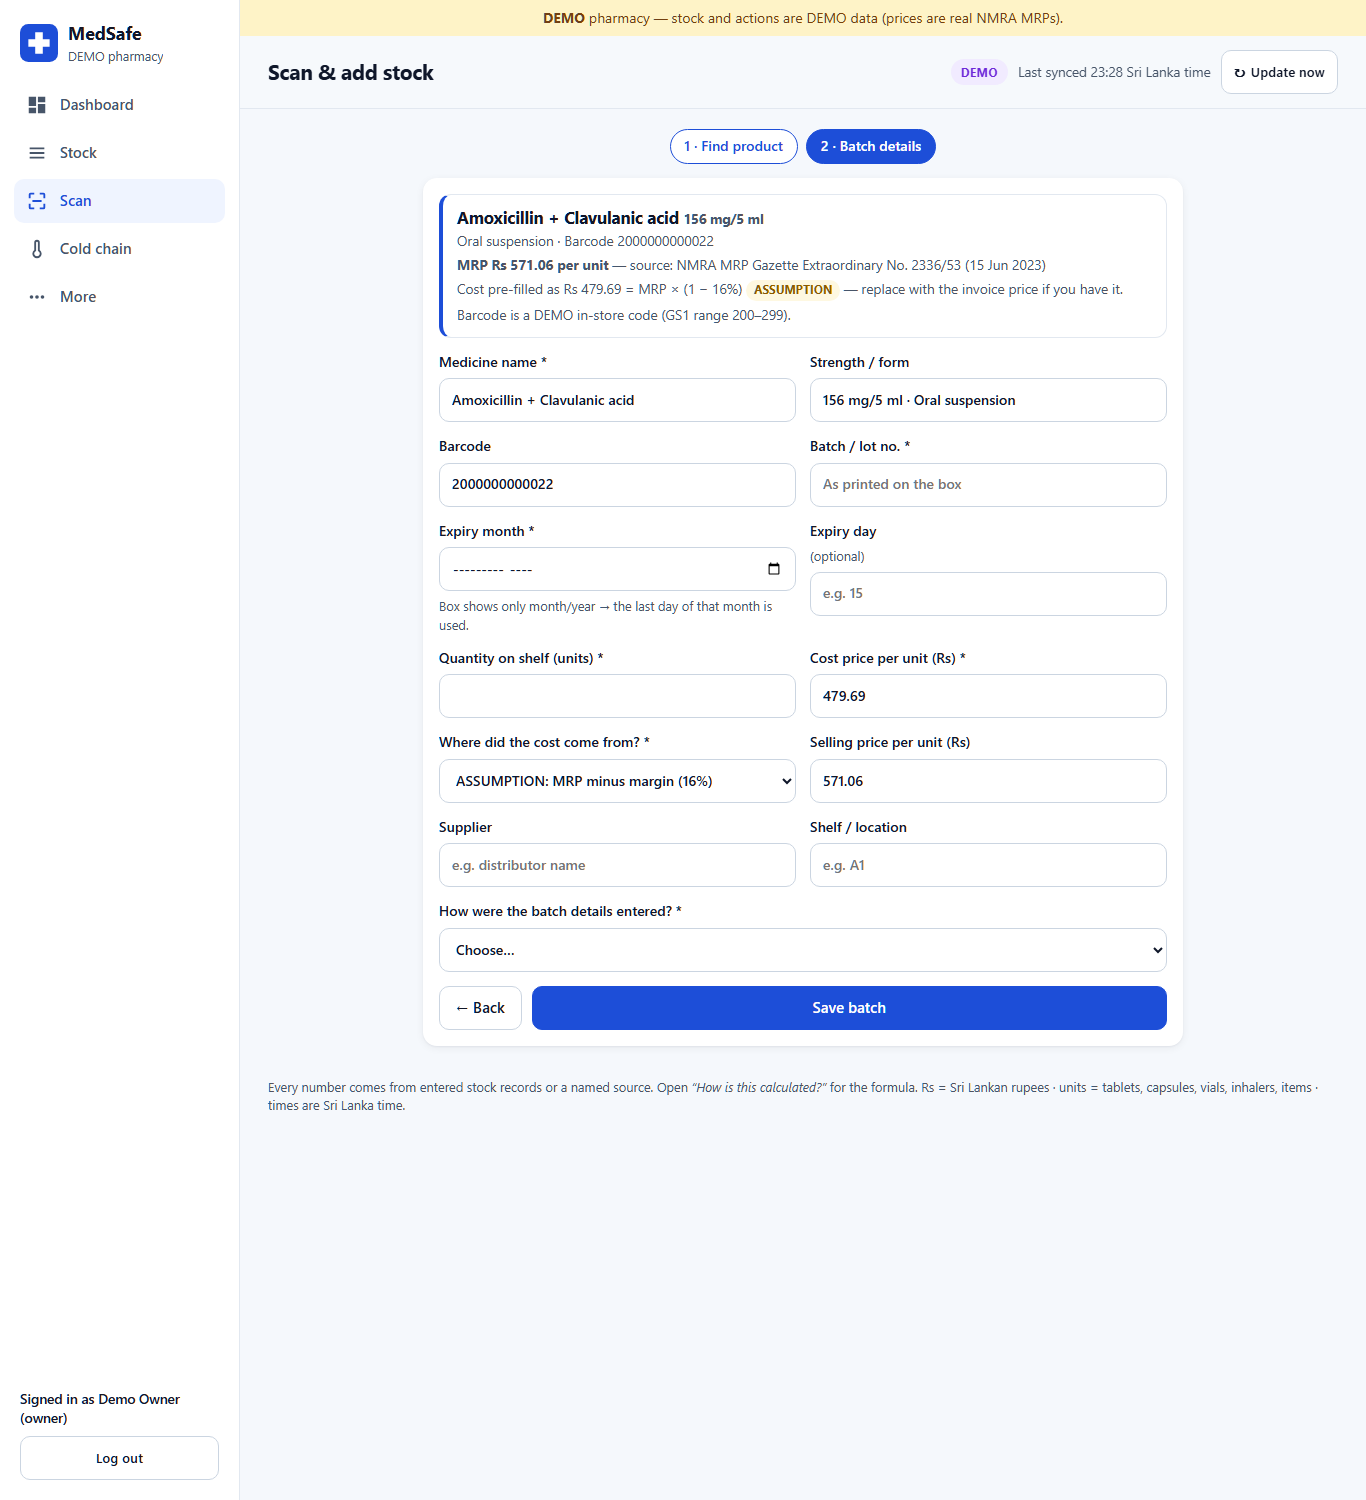 MedSafe
DEMO pharmacy
Dashboard
Stock
Scan
Cold chain
More
Signed in as Demo Owner
(owner)
Log out
DEMO pharmacy — stock and actions are DEMO data (prices are real NMRA MRPs).
Scan & add stock
DEMO
Last synced 23:28 Sri Lanka time
↻ Update now
1 · Find product
2 · Batch details
Amoxicillin + Clavulanic acid 156 mg/5 ml
Oral suspension · Barcode 2000000000022
MRP Rs 571.06 per unit — source: NMRA MRP Gazette Extraordinary No. 2336/53 (15 Jun 2023)
Cost pre-filled as Rs 479.69 = MRP × (1 − 16%) ASSUMPTION — replace with the invoice price if you have it.
Barcode is a DEMO in-store code (GS1 range 200–299).
Medicine name *
Amoxicillin + Clavulanic acid
Strength / form
156 mg/5 ml · Oral suspension
Barcode
2000000000022
Batch / lot no. *
As printed on the box
Expiry month *
--------- ----
Box shows only month/year → the last day of that month is
used.
Expiry day
(optional)
e.g. 15
Quantity on shelf (units) *
Cost price per unit (Rs) *
479.69
Where did the cost come from? *
ASSUMPTION: MRP minus margin (16%)
Selling price per unit (Rs)
571.06
Supplier
e.g. distributor name
Shelf / location
e.g. A1
How were the batch details entered? *
Choose...
← Back
Save batch
Every number comes from entered stock records or a named source. Open “How is this calculated?” for the formula. Rs = Sri Lankan rupees · units = tablets, capsules, vials, inhalers, items ·
times are Sri Lanka time.